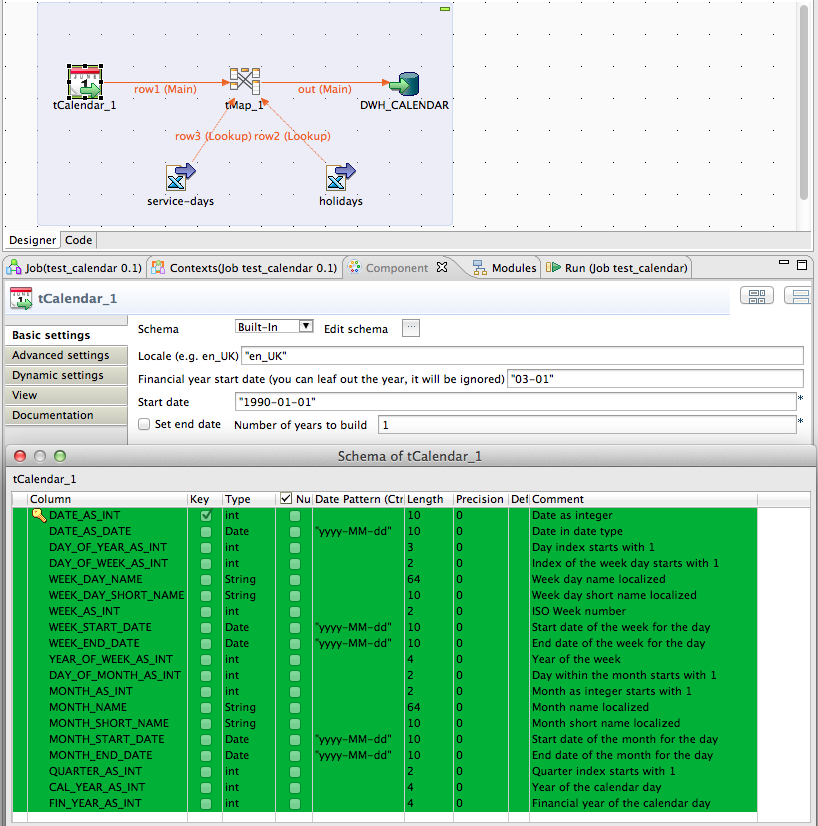 row1 (Main)
out (Main)
tCalendar_1
tMap_1
DWH_CALENDAR
row3 (Lookup)
row2 (Lookup)
service-days
holidays
Designer
Code
Job(test_calendar 0.1)
Contexts(Job test_calendar 0.1)
Component
Modules
Run (Job test_calendar)
tCalendar_1
Basic settings
Advanced settings
Dynamic settings
View
Documentation
Schema Built-In Edit schema ...
Locale (e.g. en_UK) "en_UK"
Financial year start date (you can leaf out the year, it will be ignored) "03-01"
Start date "1990-01-01" *
Set end date Number of years to build 1 *
Schema of tCalendar_1
tCalendar_1
Column Key Type Nu Date Pattern (Ctr Length Precision Def Comment
DATE_AS_INT int 10 0 Date as integer
DATE_AS_DATE Date "yyyy-MM-dd" 10 0 Date in date type
DAY_OF_YEAR_AS_INT int 3 0 Day index starts with 1
DAY_OF_WEEK_AS_INT int 2 0 Index of the week day starts with 1
WEEK_DAY_NAME String 64 0 Week day name localized
WEEK_DAY_SHORT_NAME String 10 0 Week day short name localized
WEEK_AS_INT int 2 0 ISO Week number
WEEK_START_DATE Date "yyyy-MM-dd" 10 0 Start date of the week for the day
WEEK_END_DATE Date "yyyy-MM-dd" 10 0 End date of the week for the day
YEAR_OF_WEEK_AS_INT int 4 0 Year of the week
DAY_OF_MONTH_AS_INT int 2 0 Day within the month starts with 1
MONTH_AS_INT int 2 0 Month as integer starts with 1
MONTH_NAME String 64 0 Month name localized
MONTH_SHORT_NAME String 10 0 Month short name localized
MONTH_START_DATE Date "yyyy-MM-dd" 10 0 Start date of the month for the day
MONTH_END_DATE Date "yyyy-MM-dd" 10 0 End date of the month for the day
QUARTER_AS_INT int 2 0 Quarter index starts with 1
CAL_YEAR_AS_INT int 4 0 Year of the calendar day
FIN_YEAR_AS_INT int 4 0 Financial year of the calendar day